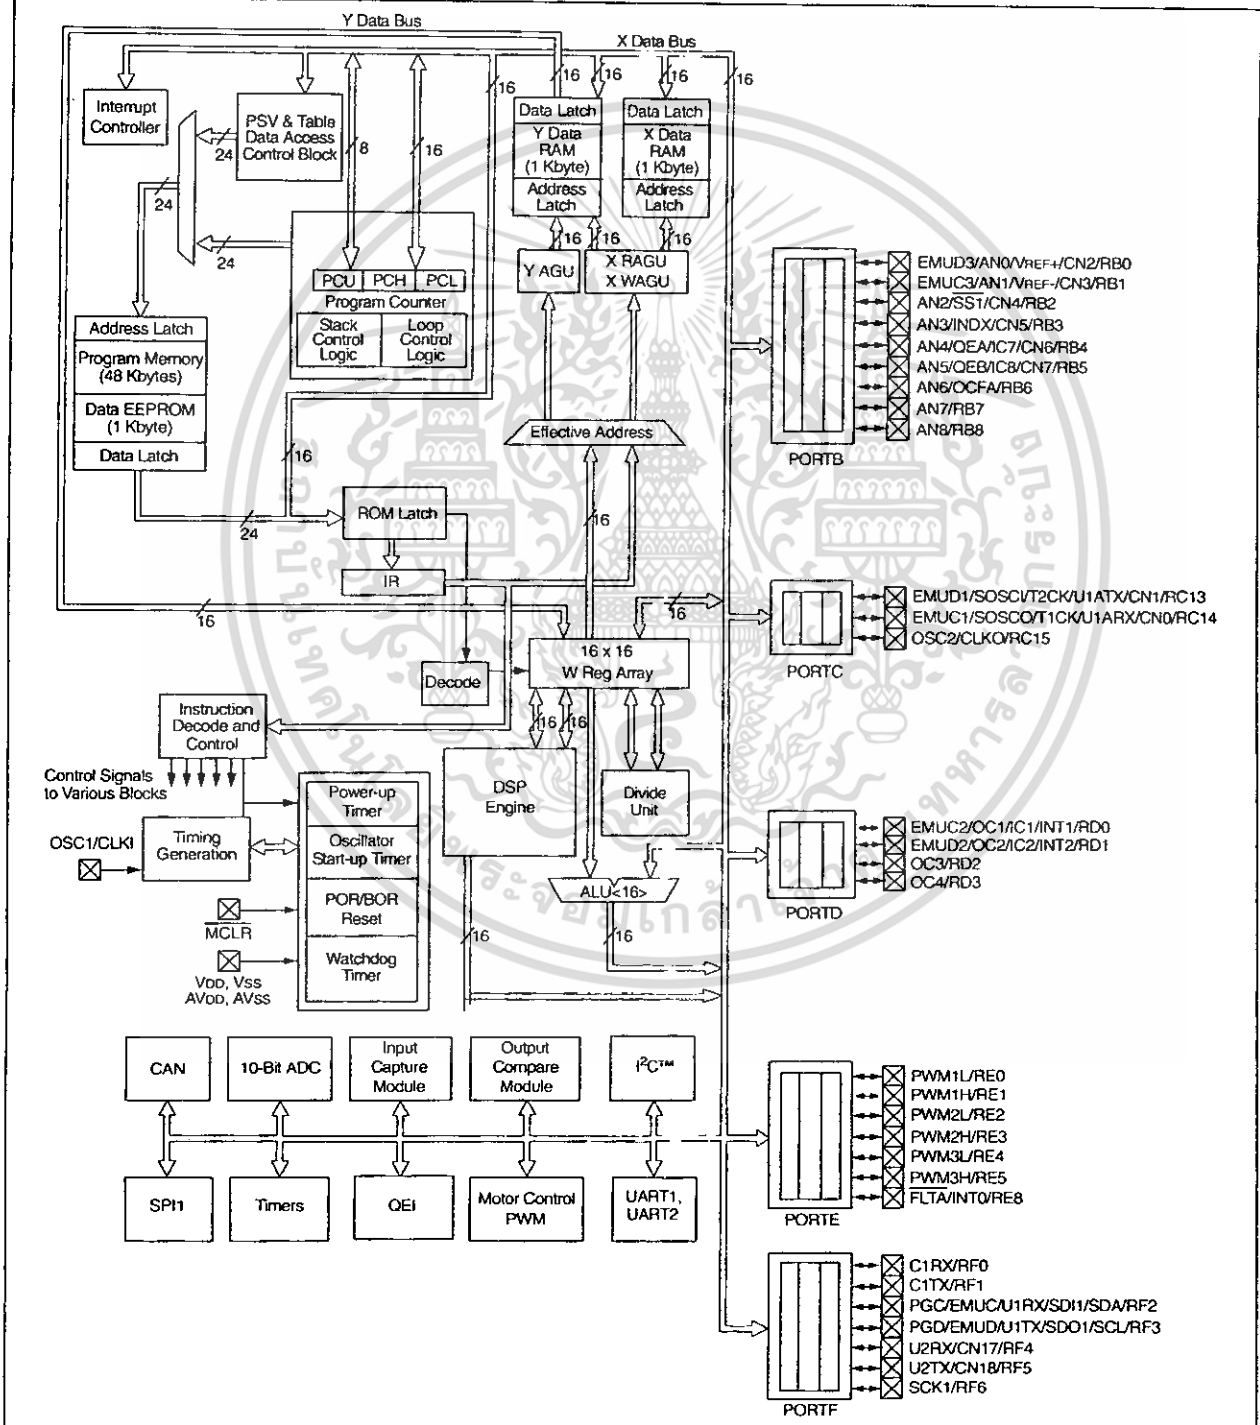 Y Data Bus
X Data Bus
16
16
16
16
16
Interrupt
Controller
PSV & Table
Data Access
Control Block
24
8
16
24
24
Data Latch
Y Data
RAM
(1 Kbyte)
Address
Latch
Data Latch
X Data
RAM
(1 Kbyte)
Address
Latch
16
16
16
Y AGU
X RAGU
X WAGU
PCU
PCH
PCL
Program Counter
Stack
Control
Logic
Loop
Control
Logic
Address Latch
Program Memory
(48 Kbytes)
Data EEPROM
(1 Kbyte)
Data Latch
Effective Address
16
24
ROM Latch
16
IR
16
16
16 x 16
W Reg Array
Decode
Instruction
Decode and
Control
16
16
Control Signals
to Various Blocks
DSP
Engine
Divide
Unit
Power-up
Timer
Oscillator
Start-up Timer
POR/BOR
Reset
Watchdog
Timer
OSC1/CLKI
Timing
Generation
MCLR
VDD, VSS
AVDD, AVSS
ALU<16>
16
16
CAN
10-Bit ADC
Input
Capture
Module
Output
Compare
Module
I²C™
SPI1
Timers
QEI
Motor Control
PWM
UART1,
UART2
EMUD3/AN0/VREF+/CN2/RB0
EMUC3/AN1/VREF-/CN3/RB1
AN2/SS1/CN4/RB2
AN3/INDX/CN5/RB3
AN4/QEA/IC7/CN6/RB4
AN5/QEB/IC8/CN7/RB5
AN6/OCFA/RB6
AN7/RB7
AN8/RB8
PORTB
EMUD1/SOSCI/T2CK/U1ATX/CN1/RC13
EMUC1/SOSCO/T1CK/U1ARX/CN0/RC14
OSC2/CLKO/RC15
PORTC
EMUC2/OC1/IC1/INT1/RD0
EMUD2/OC2/IC2/INT2/RD1
OC3/RD2
OC4/RD3
PORTD
PWM1L/RE0
PWM1H/RE1
PWM2L/RE2
PWM2H/RE3
PWM3L/RE4
PWM3H/RE5
FLTA/INT0/RE8
PORTE
C1RX/RF0
C1TX/RF1
PGC/EMUC/U1RX/SDI1/SDA/RF2
PGD/EMUD/U1TX/SDO1/SCL/RF3
U2RX/CN17/RF4
U2TX/CN18/RF5
SCK1/RF6
PORTF